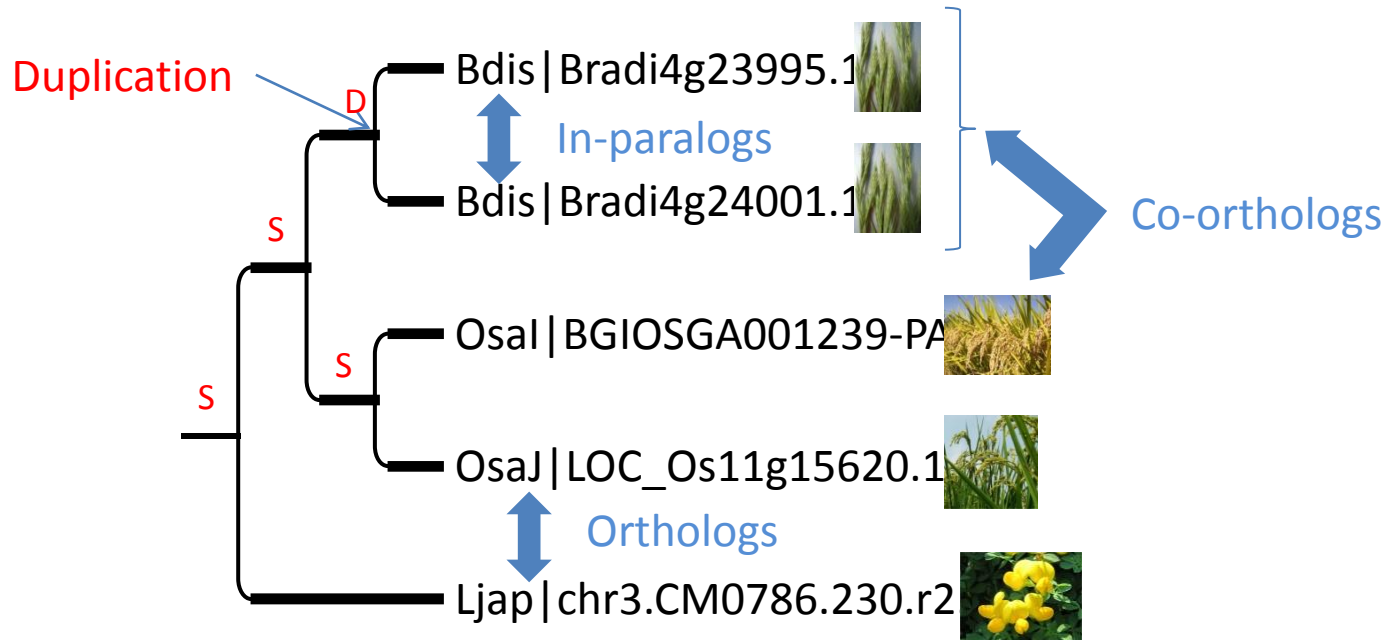 Duplication
D
Bdis|Bradi4g23995.1
In-paralogs
Bdis|Bradi4g24001.1
Co-orthologs
S
OsaI|BGIOSGA001239-PA
S
S
OsaJ|LOC_Os11g15620.1
Orthologs
Ljap|chr3.CM0786.230.r2